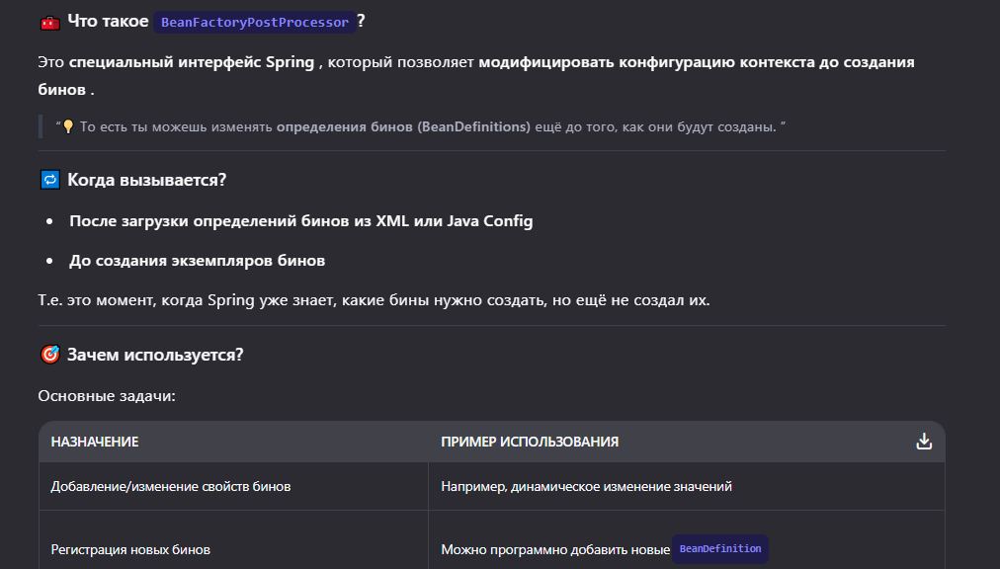 🧰 Что такое BeanFactoryPostProcessor?
Это специальный интерфейс Spring , который позволяет модифицировать конфигурацию контекста до создания
бинов .
“💡 То есть ты можешь изменять определения бинов (BeanDefinitions) ещё до того, как они будут созданы. ”
🔁 Когда вызывается?
• После загрузки определений бинов из XML или Java Config
• До создания экземпляров бинов
Т.е. это момент, когда Spring уже знает, какие бины нужно создать, но ещё не создал их.
🎯 Зачем используется?
Основные задачи:
НАЗНАЧЕНИЕ ПРИМЕР ИСПОЛЬЗОВАНИЯ
Добавление/изменение свойств бинов Например, динамическое изменение значений
Регистрация новых бинов Можно программно добавить новые BeanDefinition